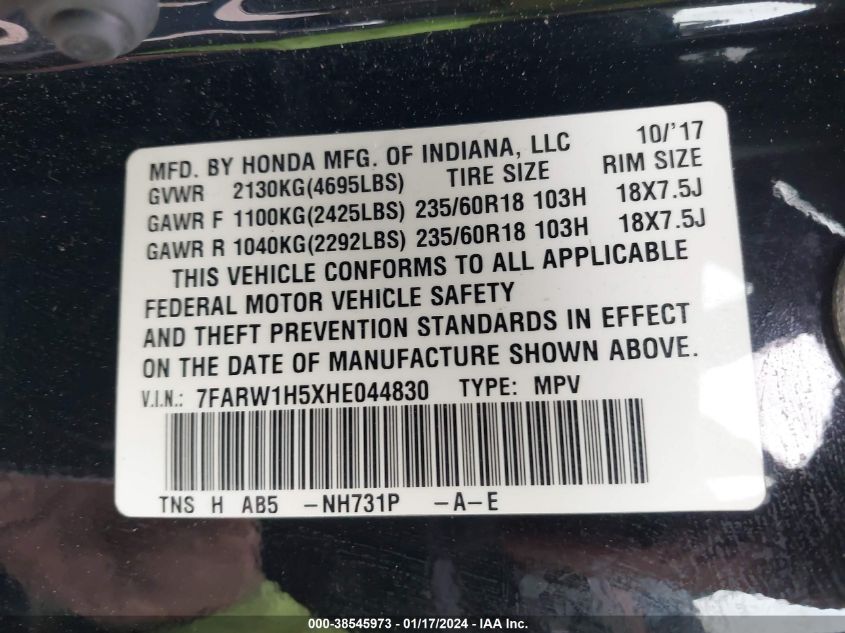 MFD. BY HONDA MFG. OF INDIANA, LLC 10/'17
GVWR 2130KG(4695LBS) TIRE SIZE RIM SIZE
GAWR F 1100KG(2425LBS) 235/60R18 103H 18X7.5J
GAWR R 1040KG(2292LBS) 235/60R18 103H 18X7.5J
THIS VEHICLE CONFORMS TO ALL APPLICABLE
FEDERAL MOTOR VEHICLE SAFETY
AND THEFT PREVENTION STANDARDS IN EFFECT
ON THE DATE OF MANUFACTURE SHOWN ABOVE.
V.I.N.: 7FARW1H5XHE044830 TYPE: MPV
TNS H AB5 -NH731P -A-E
000-38545973 - 01/17/2024 - IAA Inc.